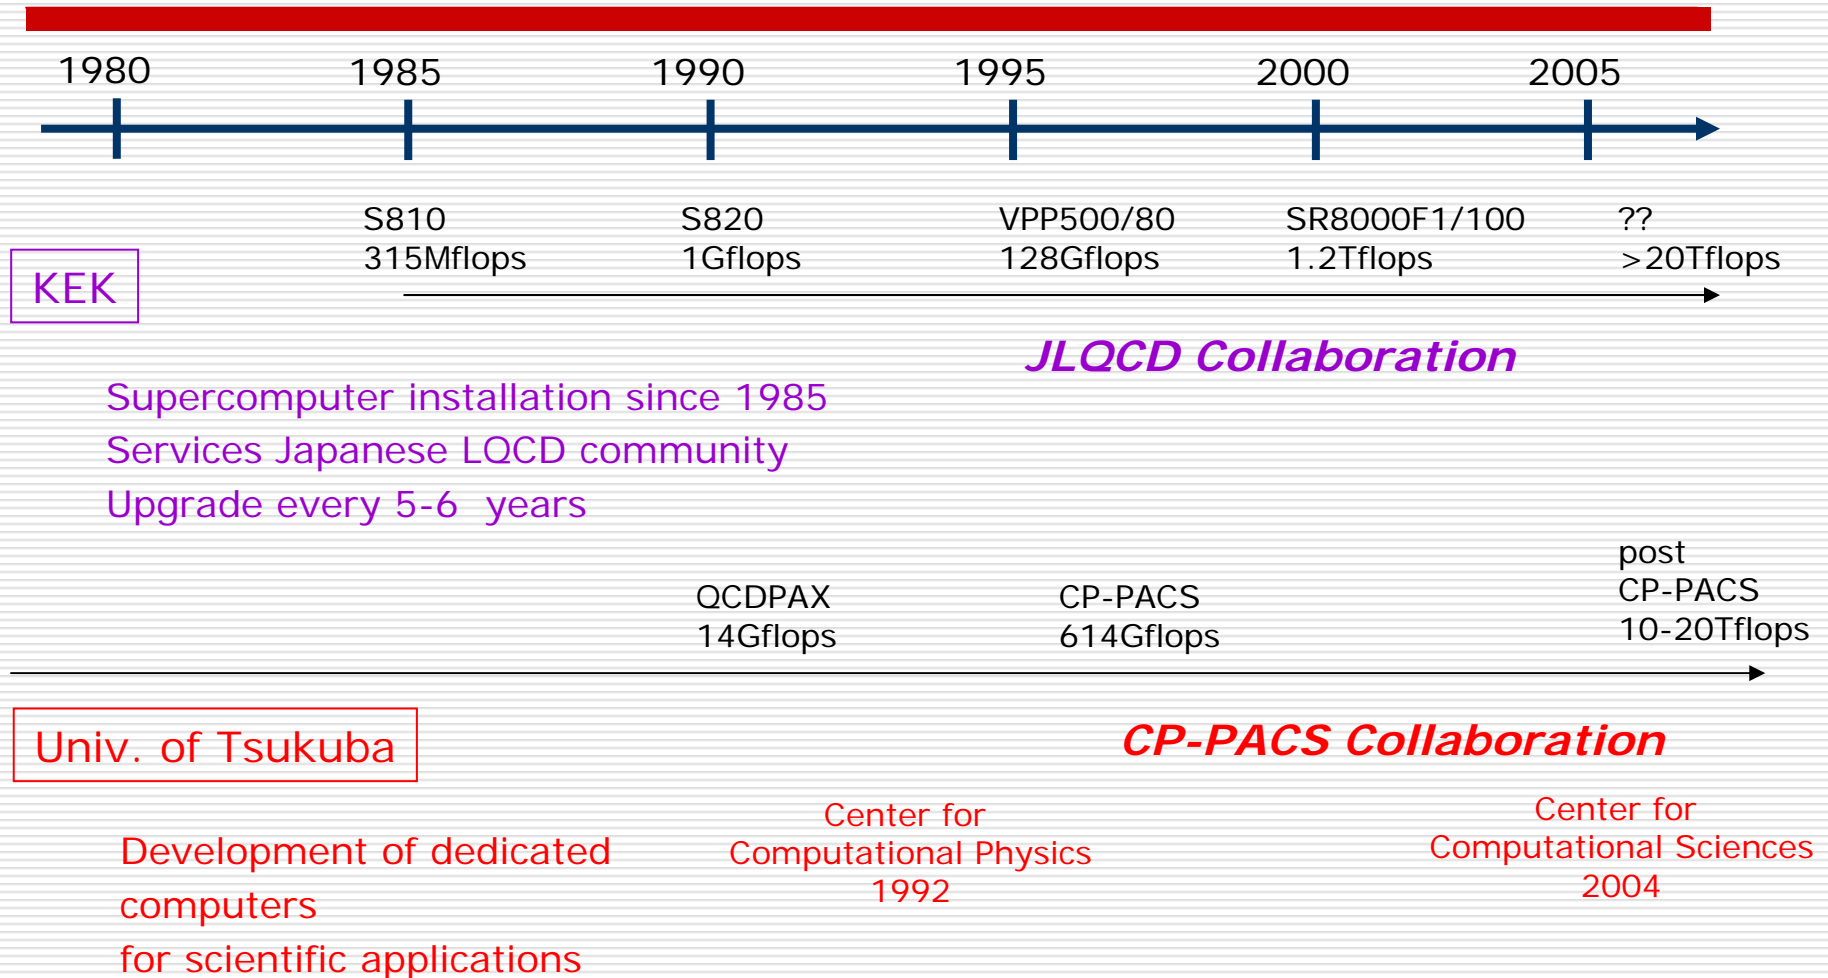 1980 1985 1990 1995 2000 2005
S810 S820 VPP500/80 SR8000F1/100 ??
315Mflops 1Gflops 128Gflops 1.2Tflops >20Tflops
KEK
JLQCD Collaboration
Supercomputer installation since 1985
Services Japanese LQCD community
Upgrade every 5-6 years
post
QCDPAX CP-PACS CP-PACS
14Gflops 614Gflops 10-20Tflops
Univ. of Tsukuba
CP-PACS Collaboration
Center for
Computational Physics
1992
Center for
Computational Sciences
2004
Development of dedicated
computers
for scientific applications